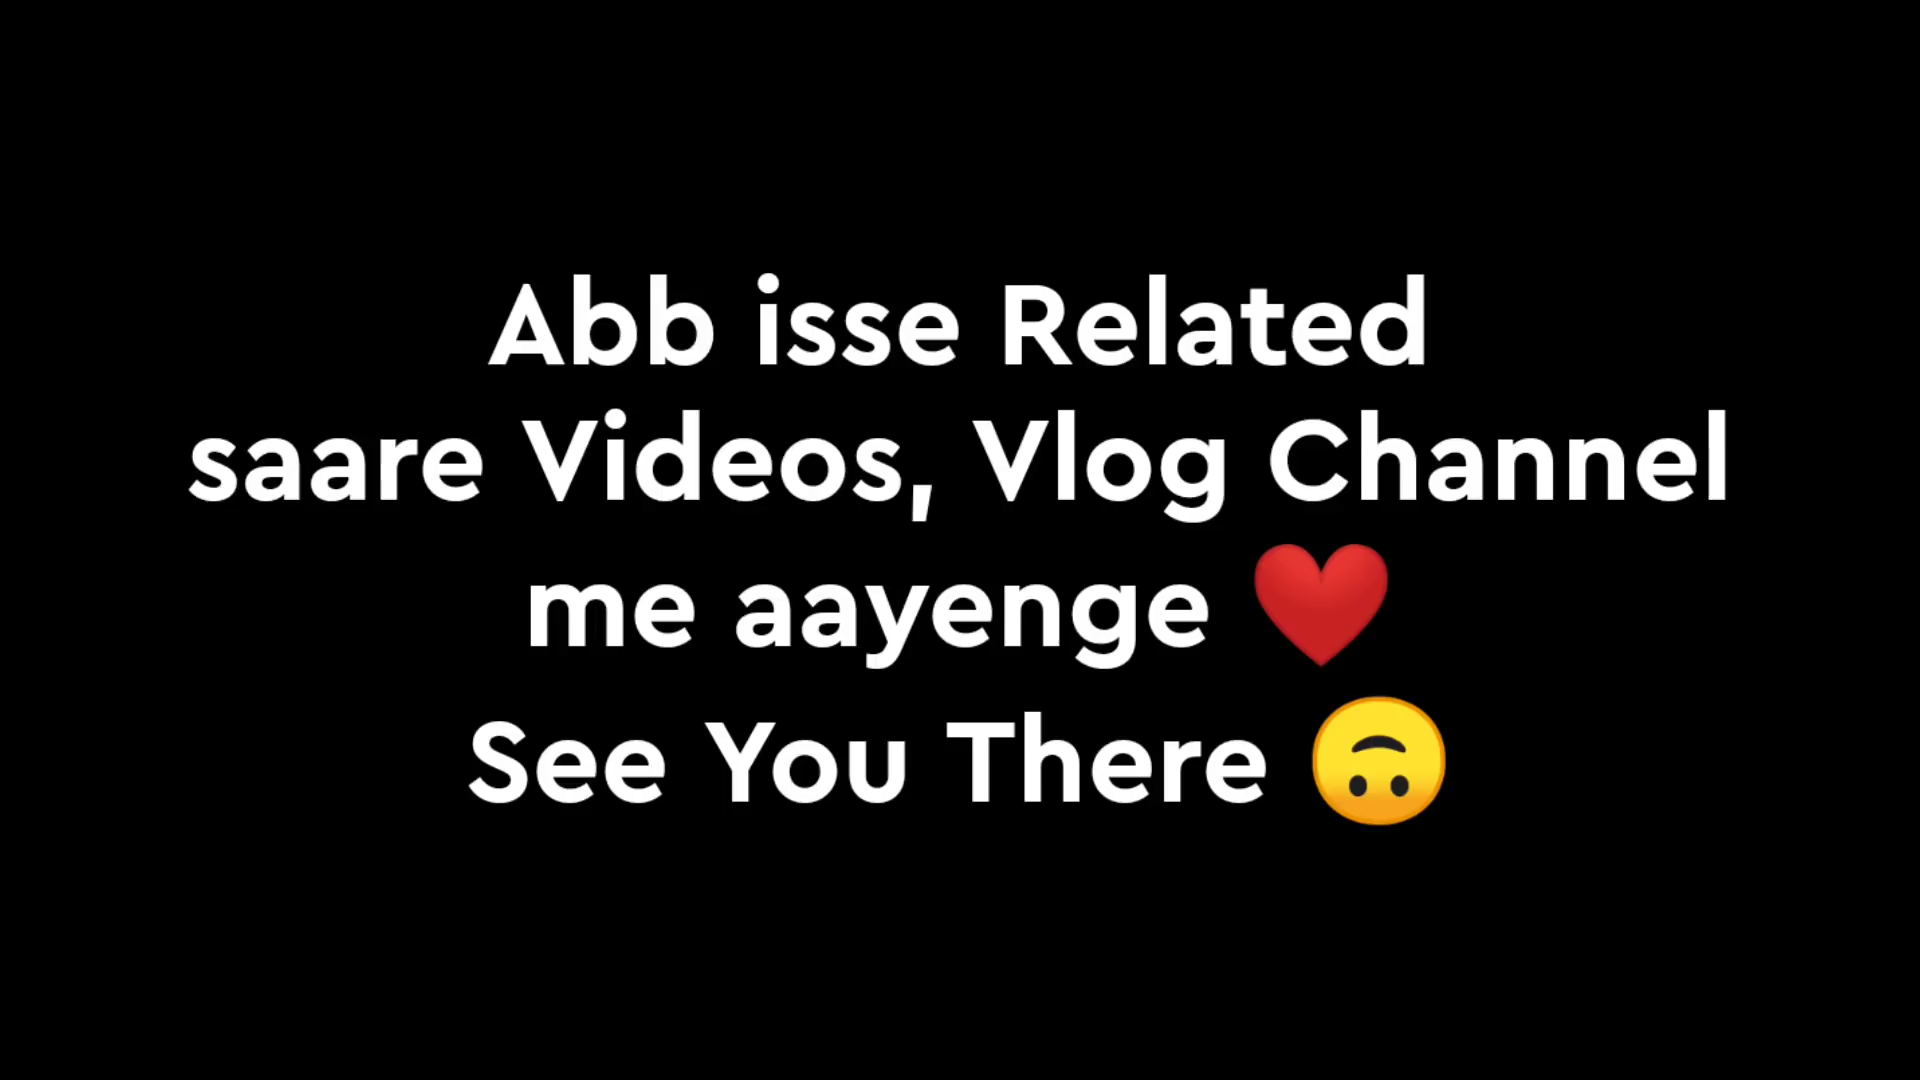 Abb isse Related
saare Videos, Vlog Channel
me aayenge ❤️
See You There 🙃